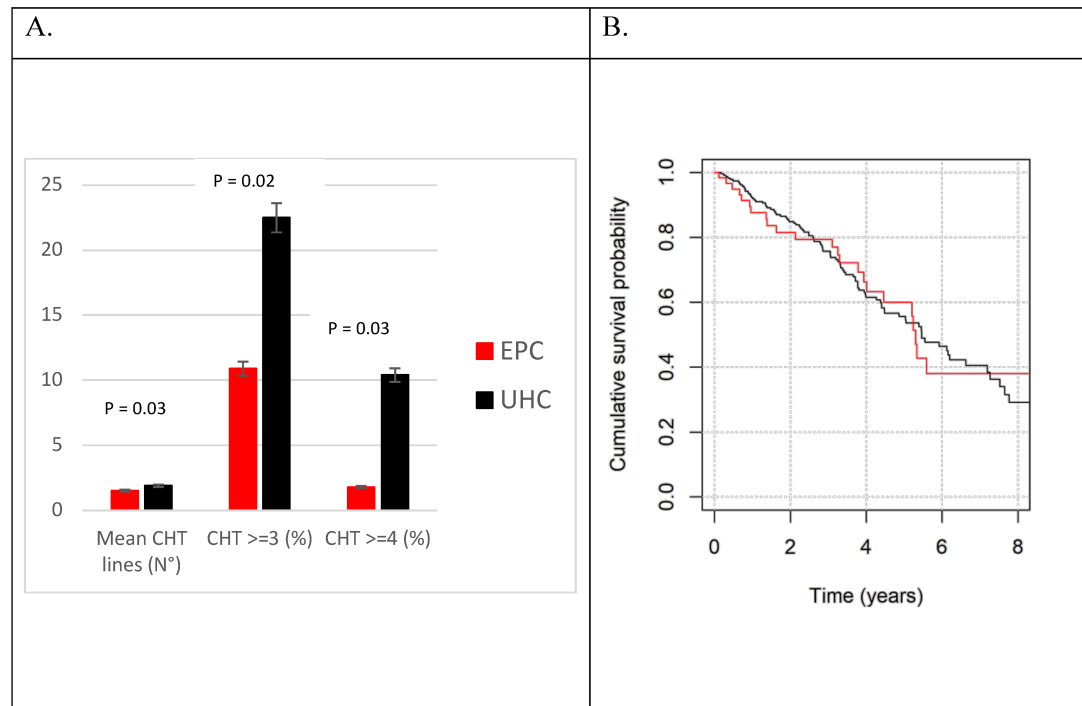 A.
B.
P = 0.02
P = 0.03
P = 0.03
25
20
15
10
5
0
Mean CHT
lines (N°)
CHT >=3 (%)
CHT >=4 (%)
EPC
UHC
Cumulative survival probability
1.0
0.8
0.6
0.4
0.2
0.0
0
2
4
6
8
Time (years)